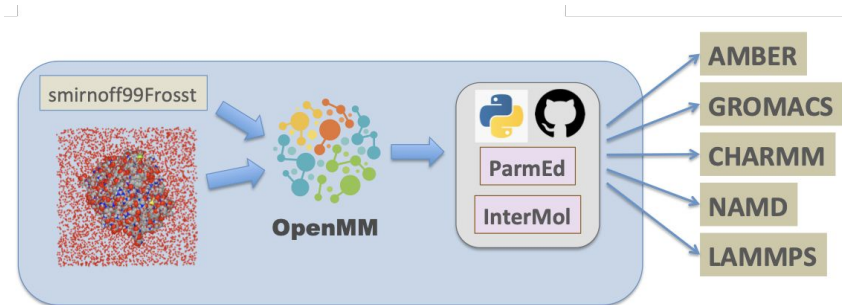 smirnoff99Frosst
OpenMM
ParmEd
InterMol
AMBER
GROMACS
CHARMM
NAMD
LAMMPS